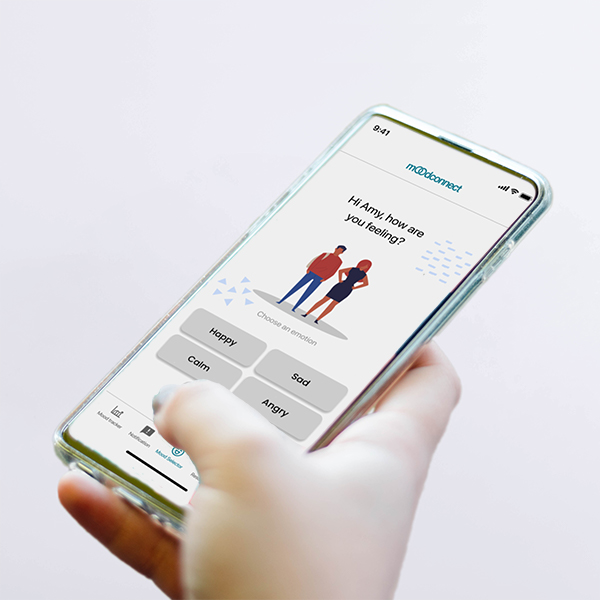 9:41
mOOdconnect
Hi Amy, how are
you feeling?
Choose an emotion
Happy
Sad
Calm
Angry
Mood tracker
Notification
Mood Selector